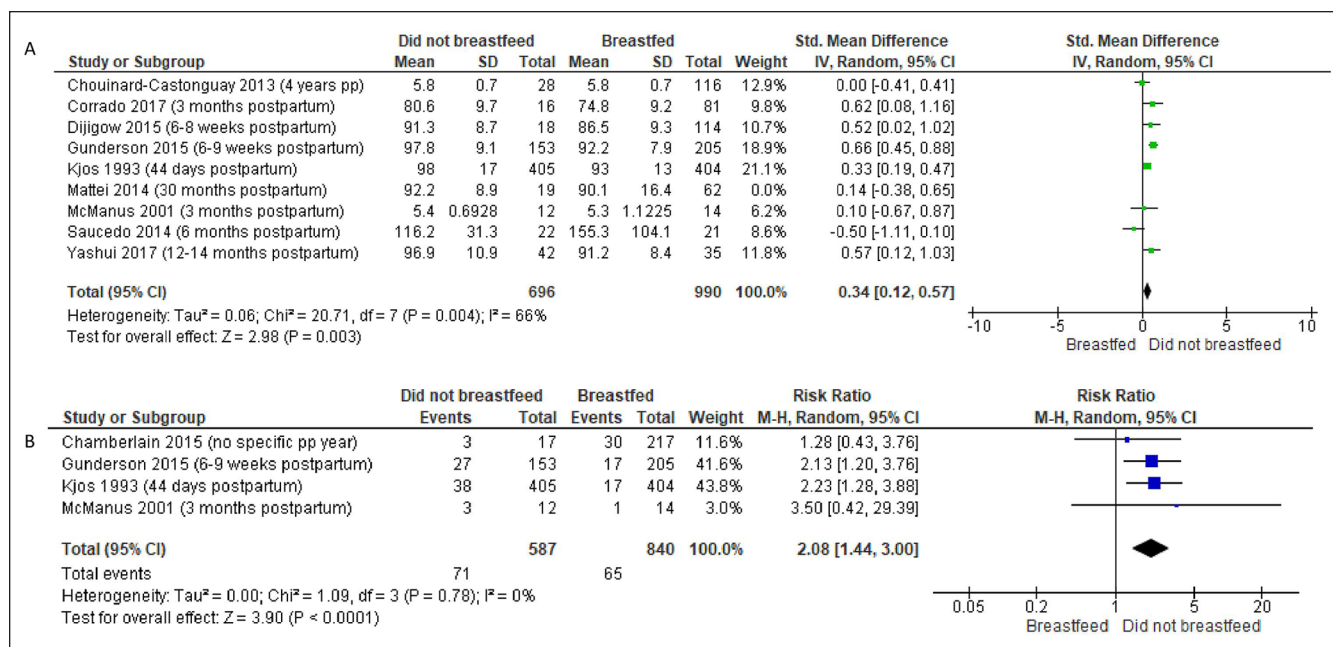 A
Did not breastfeed Breastfed Std. Mean Difference Std. Mean Difference
Study or Subgroup Mean SD Total Mean SD Total Weight IV, Random, 95% CI IV, Random, 95% CI
Chouinard-Castonguay 2013 (4 years pp) 5.8 0.7 28 5.8 0.7 116 12.9% 0.00 [-0.41, 0.41]
Corrado 2017 (3 months postpartum) 80.6 9.7 16 74.8 9.2 81 9.8% 0.62 [0.08, 1.16]
Dijigow 2015 (6-8 weeks postpartum) 91.3 8.7 18 86.5 9.3 114 10.7% 0.52 [0.02, 1.02]
Gunderson 2015 (6-9 weeks postpartum) 97.8 9.1 153 92.2 7.9 205 18.9% 0.66 [0.45, 0.88]
Kjos 1993 (44 days postpartum) 98 17 405 93 13 404 21.1% 0.33 [0.19, 0.47]
Mattei 2014 (30 months postpartum) 92.2 8.9 19 90.1 16.4 62 0.0% 0.14 [-0.38, 0.65]
McManus 2001 (3 months postpartum) 5.4 0.6928 12 5.3 1.1225 14 6.2% 0.10 [-0.67, 0.87]
Saucedo 2014 (6 months postpartum) 116.2 31.3 22 155.3 104.1 21 8.6% -0.50 [-1.11, 0.10]
Yashui 2017 (12-14 months postpartum) 96.9 10.9 42 91.2 8.4 35 11.8% 0.57 [0.12, 1.03]
Total (95% CI) 696 990 100.0% 0.34 [0.12, 0.57]
Heterogeneity: Tau² = 0.06; Chi² = 20.71, df = 7 (P = 0.004); I² = 66%
Test for overall effect: Z = 2.98 (P = 0.003)
-10 -5 0 5 10
Breastfed Did not breastfeed
B
Did not breastfeed Breastfed Risk Ratio Risk Ratio
Study or Subgroup Events Total Events Total Weight M-H, Random, 95% CI M-H, Random, 95% CI
Chamberlain 2015 (no specific pp year) 3 17 30 217 11.6% 1.28 [0.43, 3.76]
Gunderson 2015 (6-9 weeks postpartum) 27 153 17 205 41.6% 2.13 [1.20, 3.76]
Kjos 1993 (44 days postpartum) 38 405 17 404 43.8% 2.23 [1.28, 3.88]
McManus 2001 (3 months postpartum) 3 12 1 14 3.0% 3.50 [0.42, 29.39]
Total (95% CI) 587 840 100.0% 2.08 [1.44, 3.00]
Total events 71 65
Heterogeneity: Tau² = 0.00; Chi² = 1.09, df = 3 (P = 0.78); I² = 0%
Test for overall effect: Z = 3.90 (P < 0.0001)
0.05 0.2 1 5 20
Breastfeed Did not breastfeed